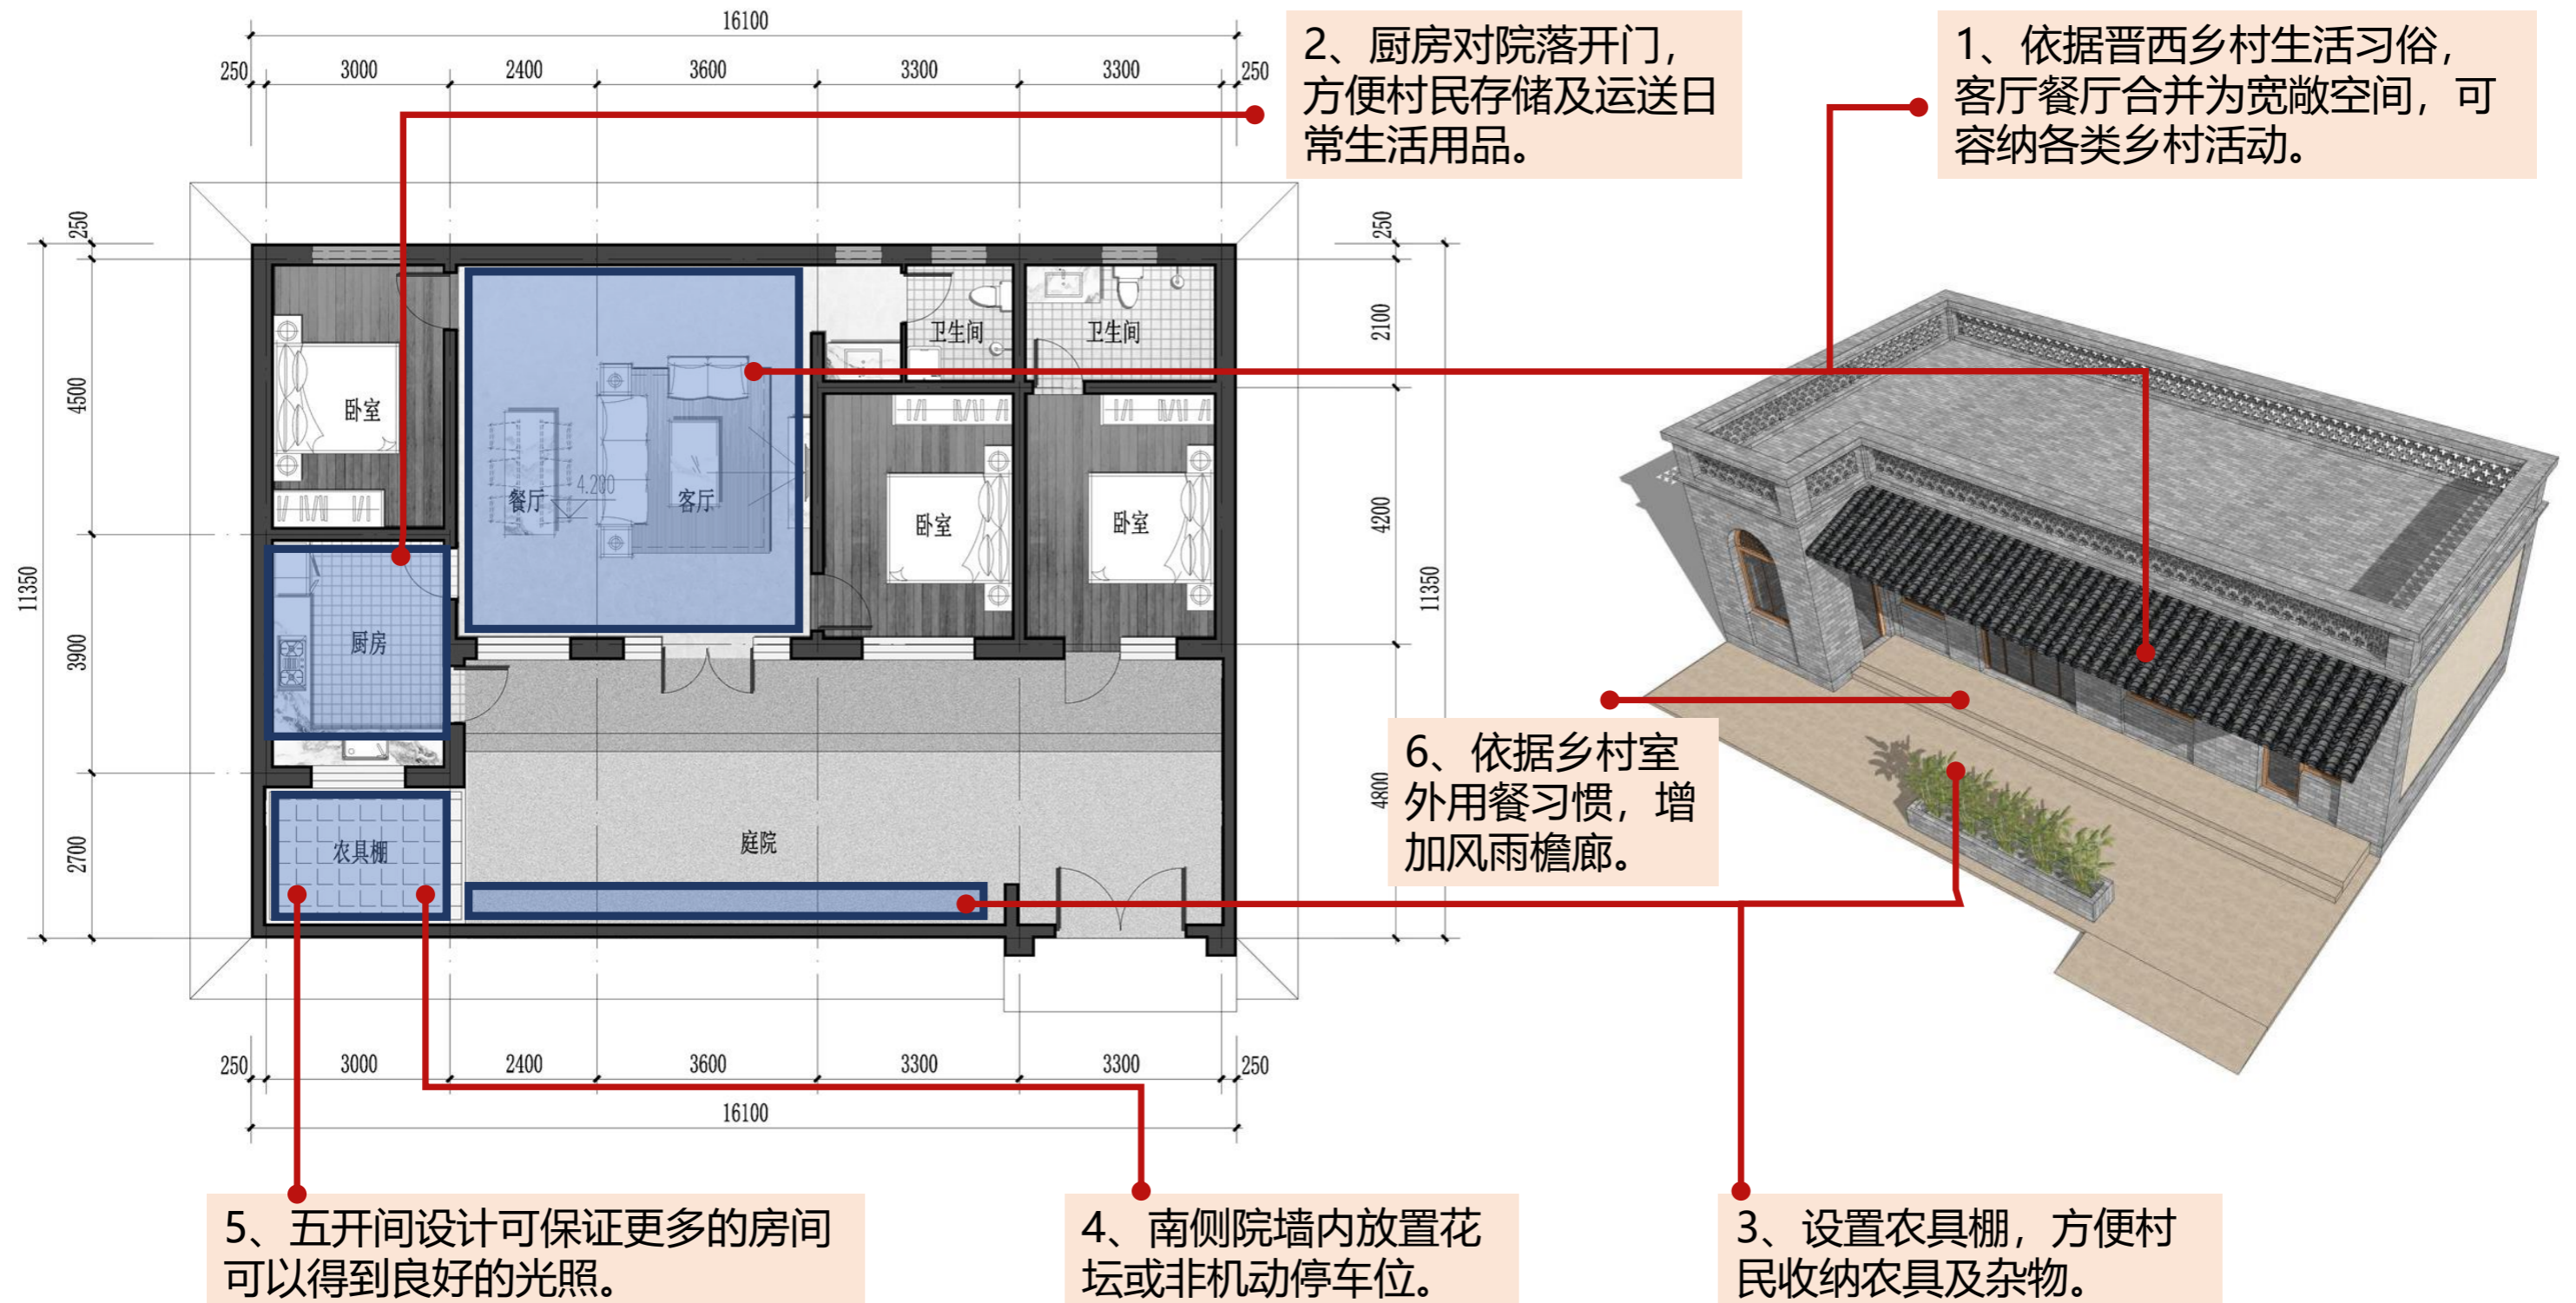 16100
250 3000 2400 3600 3300 3300 250
2、厨房对院落开门，
方便村民存储及运送日
常生活用品。
1、依据晋西乡村生活习俗，
客厅餐厅合并为宽敞空间，可
容纳各类乡村活动。
250
4500
3900
2700
11350
250
2100
4200
4800
11350
卧室
卫生间
卫生间
餐厅
4.280
客厅
卧室
卧室
厨房
农具棚
庭院
6、依据乡村室
外用餐习惯，增
加风雨檐廊。
250 3000 2400 3600 3300 3300 250
16100
5、五开间设计可保证更多的房间
可以得到良好的光照。
4、南侧院墙内放置花
坛或非机动停车位。
3、设置农具棚，方便村
民收纳农具及杂物。